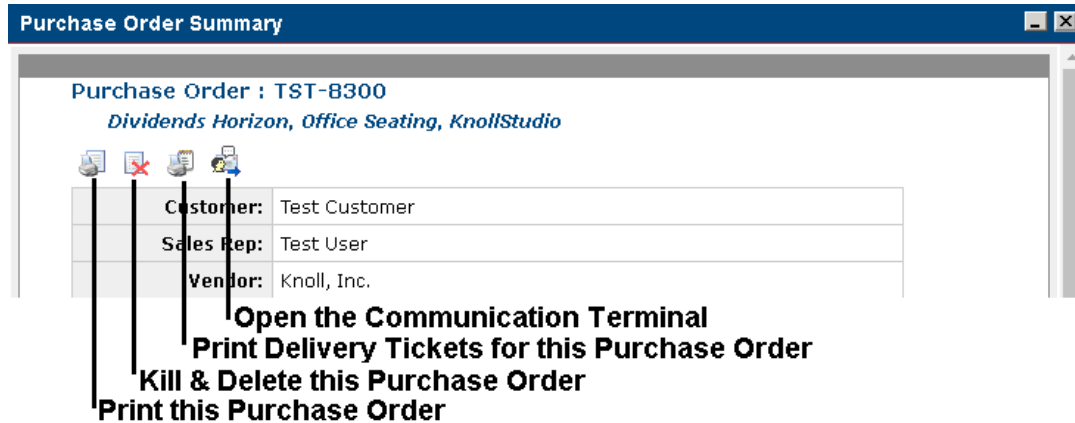 Purchase Order Summary
Purchase Order : TST-8300
Dividends Horizon, Office Seating, KnollStudio
Customer: Test Customer
Sales Rep: Test User
Vendor: Knoll, Inc.
Open the Communication Terminal
Print Delivery Tickets for this Purchase Order
Kill & Delete this Purchase Order
Print this Purchase Order